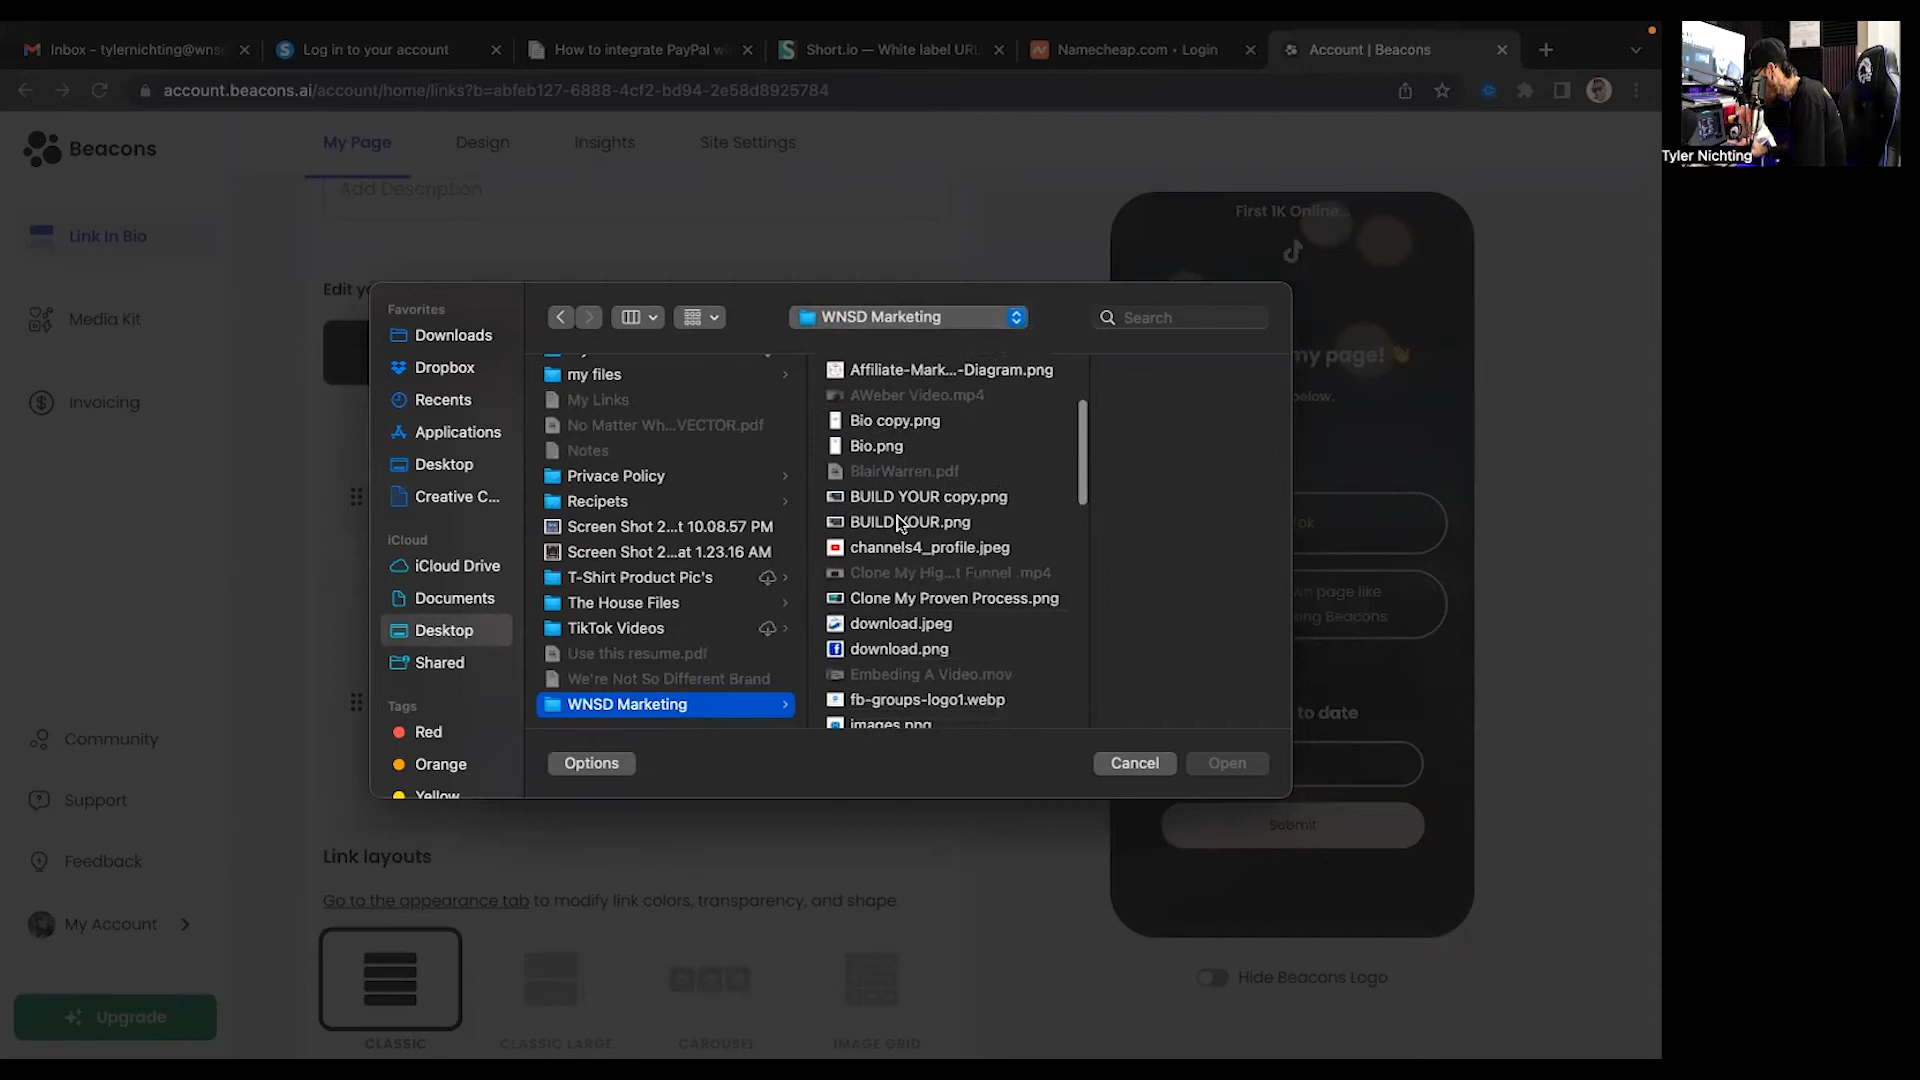 Inbox - tylernichting@wns
Log in to your account
How to integrate PayPal wi
Short.io — White label URL
Namecheap.com • Login
Account | Beacons
account.beacons.ai/account/home/links?b=abfeb127-6888-4cf2-bd94-2e58d8925784
Tyler Nichting
Beacons
My Page
Design
Insights
Site Settings
Add Description
Link In Bio
Media Kit
Invoicing
Community
Support
Feedback
My Account
Upgrade
Favorites
Downloads
Dropbox
Recents
Applications
Desktop
Creative C...
iCloud
iCloud Drive
Documents
Desktop
Shared
Tags
Red
Orange
Yellow
WNSD Marketing
Search
my files
My Links
No Matter Wh...VECTOR.pdf
Notes
Privace Policy
Recipets
Screen Shot 2...t 10.08.57 PM
Screen Shot 2...at 1.23.16 AM
T-Shirt Product Pic's
The House Files
TikTok Videos
Use this resume.pdf
We're Not So Different Brand
WNSD Marketing
Affiliate-Mark...-Diagram.png
AWeber Video.mp4
Bio copy.png
Bio.png
BlairWarren.pdf
BUILD YOUR copy.png
BUILD YOUR.png
channels4_profile.jpeg
Clone My Hig...t Funnel .mp4
Clone My Proven Process.png
download.jpeg
download.png
Embeding A Video.mov
fb-groups-logo1.webp
images.png
Options
Cancel
Open
Edit
Link layouts
Go to the appearance tab to modify link colors, transparency, and shape.
CLASSIC
CLASSIC LARGE
CAROUSEL
IMAGE GRID
First 1K Online...
my page! 👋
below.
ok
wn page like
ing Beacons
to date
Submit
Hide Beacons Logo